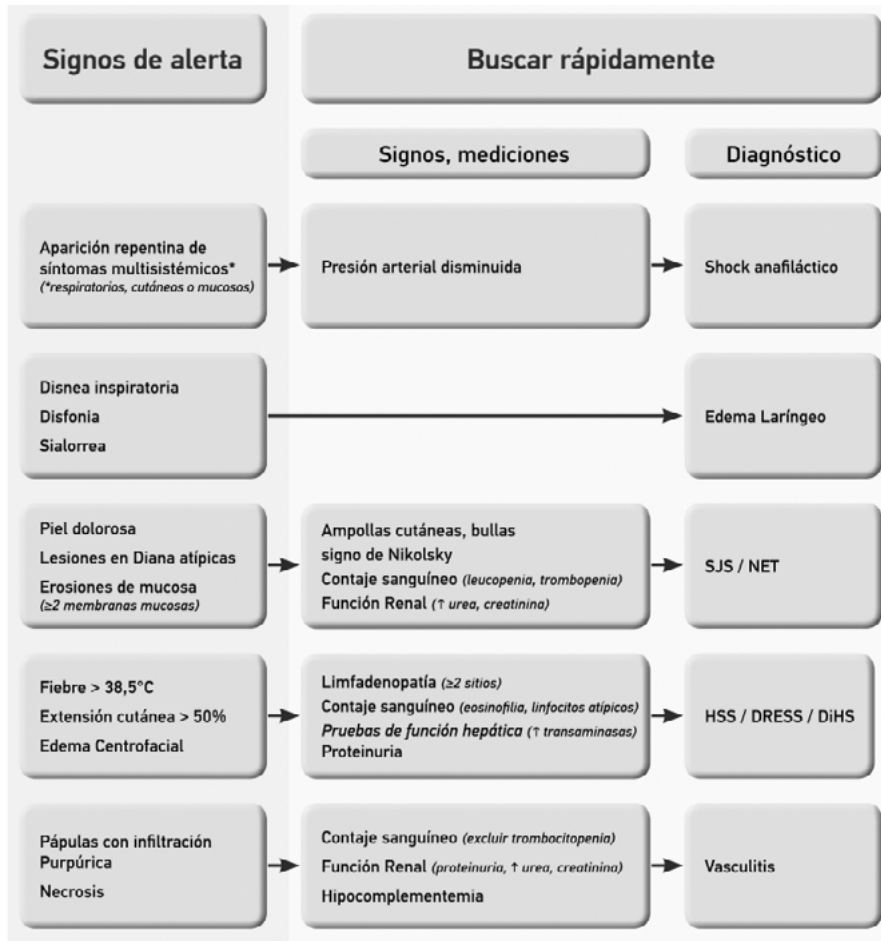 Signos de alerta
Buscar rápidamente
Signos, mediciones
Diagnóstico
Aparición repentina de
síntomas multisistémicos*
(*respiratorios, cutáneos o mucosos)
Presión arterial disminuida
Shock anafiláctico
Disnea inspiratoria
Disfonia
Sialorrea
Edema Laríngeo
Piel dolorosa
Lesiones en Diana atípicas
Erosiones de mucosa
(≥2 membranas mucosas)
Ampollas cutáneas, bullas
signo de Nikolsky
Contaje sanguíneo (leucopenia, trombopenia)
Función Renal (↑ urea, creatinina)
SJS / NET
Fiebre > 38,5°C
Extensión cutánea > 50%
Edema Centrofacial
Limfadenopatía (≥2 sitios)
Contaje sanguíneo (eosinofilia, linfocitos atípicos)
Pruebas de función hepática (↑ transaminasas)
Proteinuria
HSS / DRESS / DiHS
Pápulas con infiltración
Purpúrica
Necrosis
Contaje sanguíneo (excluir trombocitopenia)
Función Renal (proteinuria, ↑ urea, creatinina)
Hipocomplementemia
Vasculitis